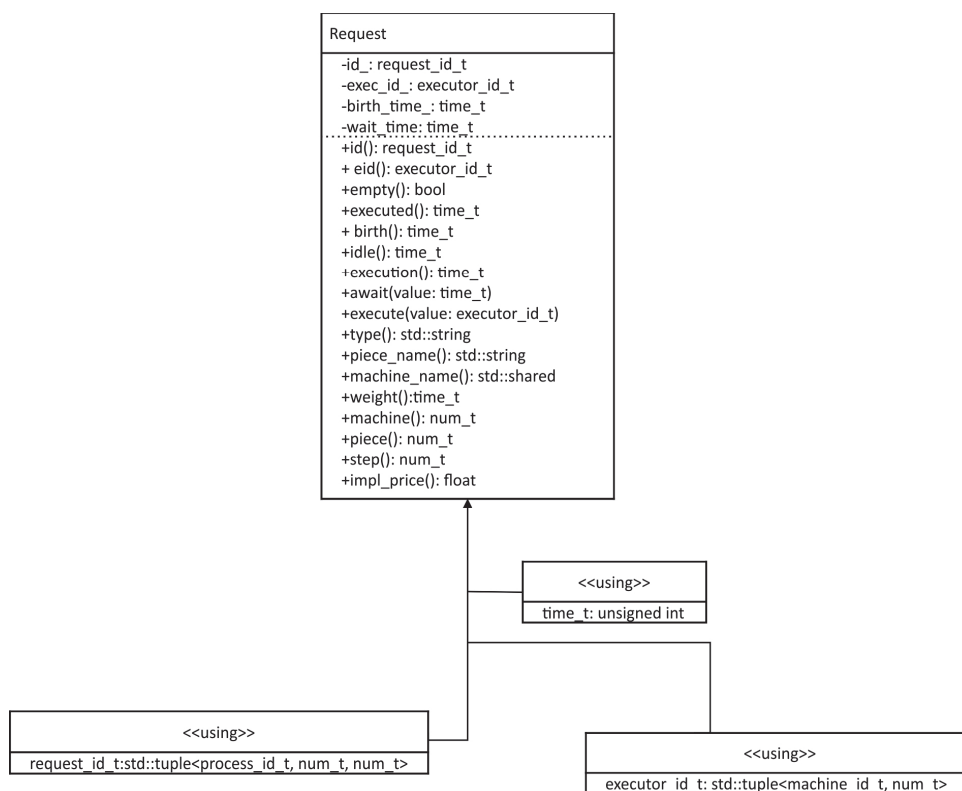 Request
-id_: request_id_t
-exec_id_: executor_id_t
-birth_time_: time_t
-wait_time: time_t
+id(): request_id_t
+ eid(): executor_id_t
+empty(): bool
+executed(): time_t
+ birth(): time_t
+idle(): time_t
+execution(): time_t
+await(value: time_t)
+execute(value: executor_id_t)
+type(): std::string
+piece_name(): std::string
+machine_name(): std::shared
+weight():time_t
+machine(): num_t
+piece(): num_t
+step(): num_t
+impl_price(): float
<<using>>
time_t: unsigned int
<<using>>
request_id_t:std::tuple<process_id_t, num_t, num_t>
<<using>>
executor_id_t: std::tuple<machine_id_t, num_t>